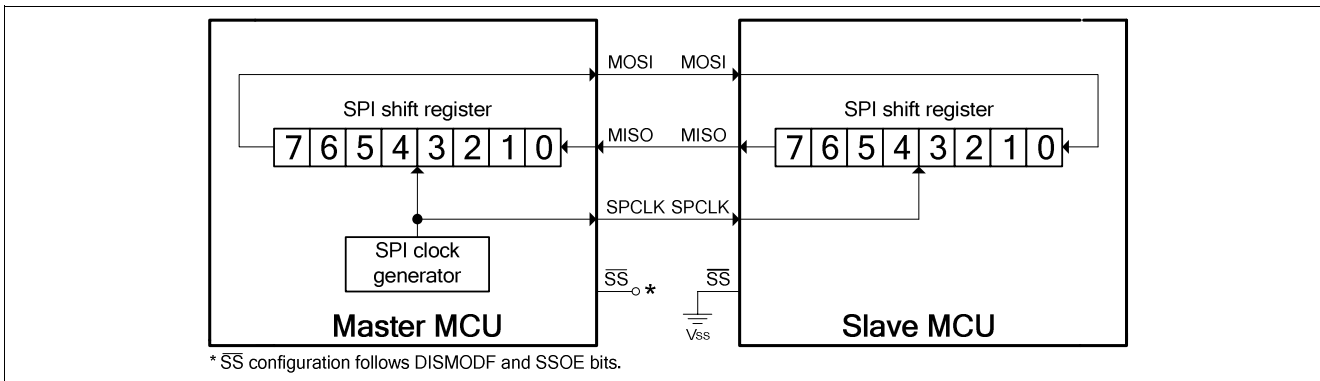 MOSI MOSI
SPI shift register
SPI shift register
7 6 5 4 3 2 1 0
MISO MISO
7 6 5 4 3 2 1 0
SPCLK SPCLK
SPI clock
generator
SS
*
SS
Vss
Master MCU
Slave MCU
* SS configuration follows DISMODF and SSOE bits.